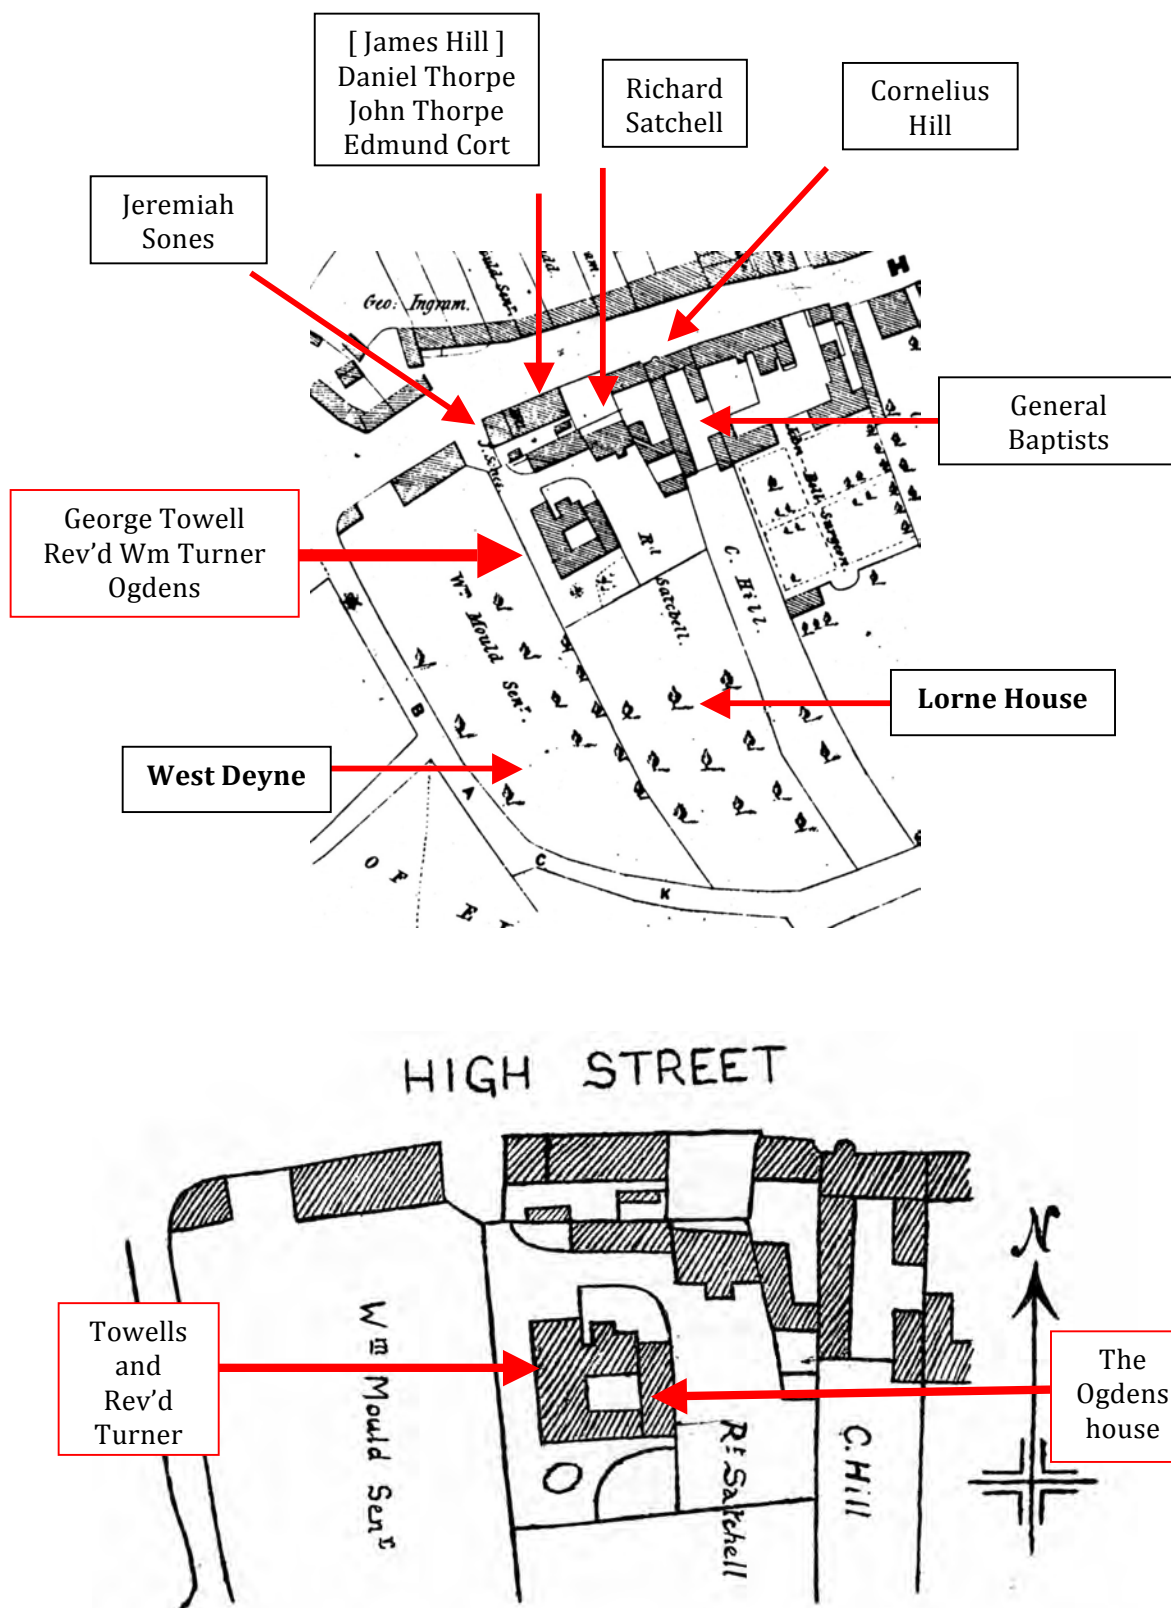 [ James Hill ]
Daniel Thorpe
John Thorpe
Edmund Cort
Richard
Satchell
Cornelius
Hill
Jeremiah
Sones
Geo: Ingram.
H
General
Baptists
George Towell
Rev'd Wm Turner
Ogdens
Rd Satchell.
C. Hill.
Wm Mould Senr.
Lorne House
West Deyne
B
A
C
K
OF
HIGH STREET
N
Towells
and
Rev'd
Turner
The
Ogdens
house
Wm Mould Senr
Rt Satchell
C. Hill